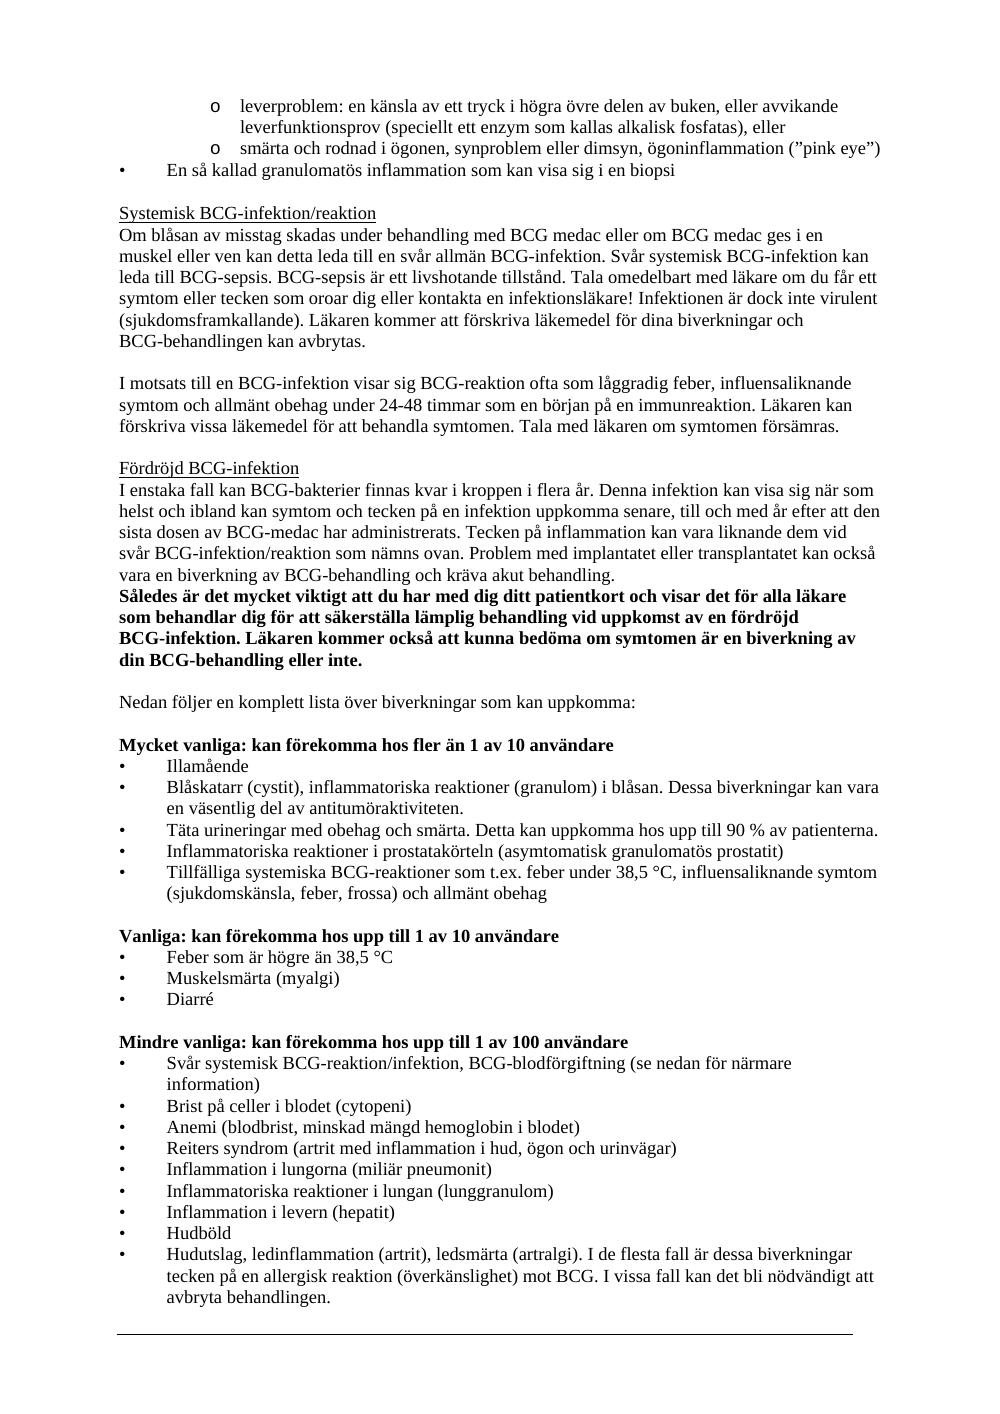 o leverproblem: en känsla av ett tryck i högra övre delen av buken, eller avvikande
leverfunktionsprov (speciellt ett enzym som kallas alkalisk fosfatas), eller
o smärta och rodnad i ögonen, synproblem eller dimsyn, ögoninflammation (”pink eye”)
• En så kallad granulomatös inflammation som kan visa sig i en biopsi
Systemisk BCG-infektion/reaktion
Om blåsan av misstag skadas under behandling med BCG medac eller om BCG medac ges i en
muskel eller ven kan detta leda till en svår allmän BCG-infektion. Svår systemisk BCG-infektion kan
leda till BCG-sepsis. BCG-sepsis är ett livshotande tillstånd. Tala omedelbart med läkare om du får ett
symtom eller tecken som oroar dig eller kontakta en infektionsläkare! Infektionen är dock inte virulent
(sjukdomsframkallande). Läkaren kommer att förskriva läkemedel för dina biverkningar och
BCG-behandlingen kan avbrytas.
I motsats till en BCG-infektion visar sig BCG-reaktion ofta som låggradig feber, influensaliknande
symtom och allmänt obehag under 24-48 timmar som en början på en immunreaktion. Läkaren kan
förskriva vissa läkemedel för att behandla symtomen. Tala med läkaren om symtomen försämras.
Fördröjd BCG-infektion
I enstaka fall kan BCG-bakterier finnas kvar i kroppen i flera år. Denna infektion kan visa sig när som
helst och ibland kan symtom och tecken på en infektion uppkomma senare, till och med år efter att den
sista dosen av BCG-medac har administrerats. Tecken på inflammation kan vara liknande dem vid
svår BCG-infektion/reaktion som nämns ovan. Problem med implantatet eller transplantatet kan också
vara en biverkning av BCG-behandling och kräva akut behandling.
Således är det mycket viktigt att du har med dig ditt patientkort och visar det för alla läkare
som behandlar dig för att säkerställa lämplig behandling vid uppkomst av en fördröjd
BCG-infektion. Läkaren kommer också att kunna bedöma om symtomen är en biverkning av
din BCG-behandling eller inte.
Nedan följer en komplett lista över biverkningar som kan uppkomma:
Mycket vanliga: kan förekomma hos fler än 1 av 10 användare
• Illamående
• Blåskatarr (cystit), inflammatoriska reaktioner (granulom) i blåsan. Dessa biverkningar kan vara
en väsentlig del av antitumöraktiviteten.
• Täta urineringar med obehag och smärta. Detta kan uppkomma hos upp till 90 % av patienterna.
• Inflammatoriska reaktioner i prostatakörteln (asymtomatisk granulomatös prostatit)
• Tillfälliga systemiska BCG-reaktioner som t.ex. feber under 38,5 °C, influensaliknande symtom
(sjukdomskänsla, feber, frossa) och allmänt obehag
Vanliga: kan förekomma hos upp till 1 av 10 användare
• Feber som är högre än 38,5 °C
• Muskelsmärta (myalgi)
• Diarré
Mindre vanliga: kan förekomma hos upp till 1 av 100 användare
• Svår systemisk BCG-reaktion/infektion, BCG-blodförgiftning (se nedan för närmare
information)
• Brist på celler i blodet (cytopeni)
• Anemi (blodbrist, minskad mängd hemoglobin i blodet)
• Reiters syndrom (artrit med inflammation i hud, ögon och urinvägar)
• Inflammation i lungorna (miliär pneumonit)
• Inflammatoriska reaktioner i lungan (lunggranulom)
• Inflammation i levern (hepatit)
• Hudböld
• Hudutslag, ledinflammation (artrit), ledsmärta (artralgi). I de flesta fall är dessa biverkningar
tecken på en allergisk reaktion (överkänslighet) mot BCG. I vissa fall kan det bli nödvändigt att
avbryta behandlingen.